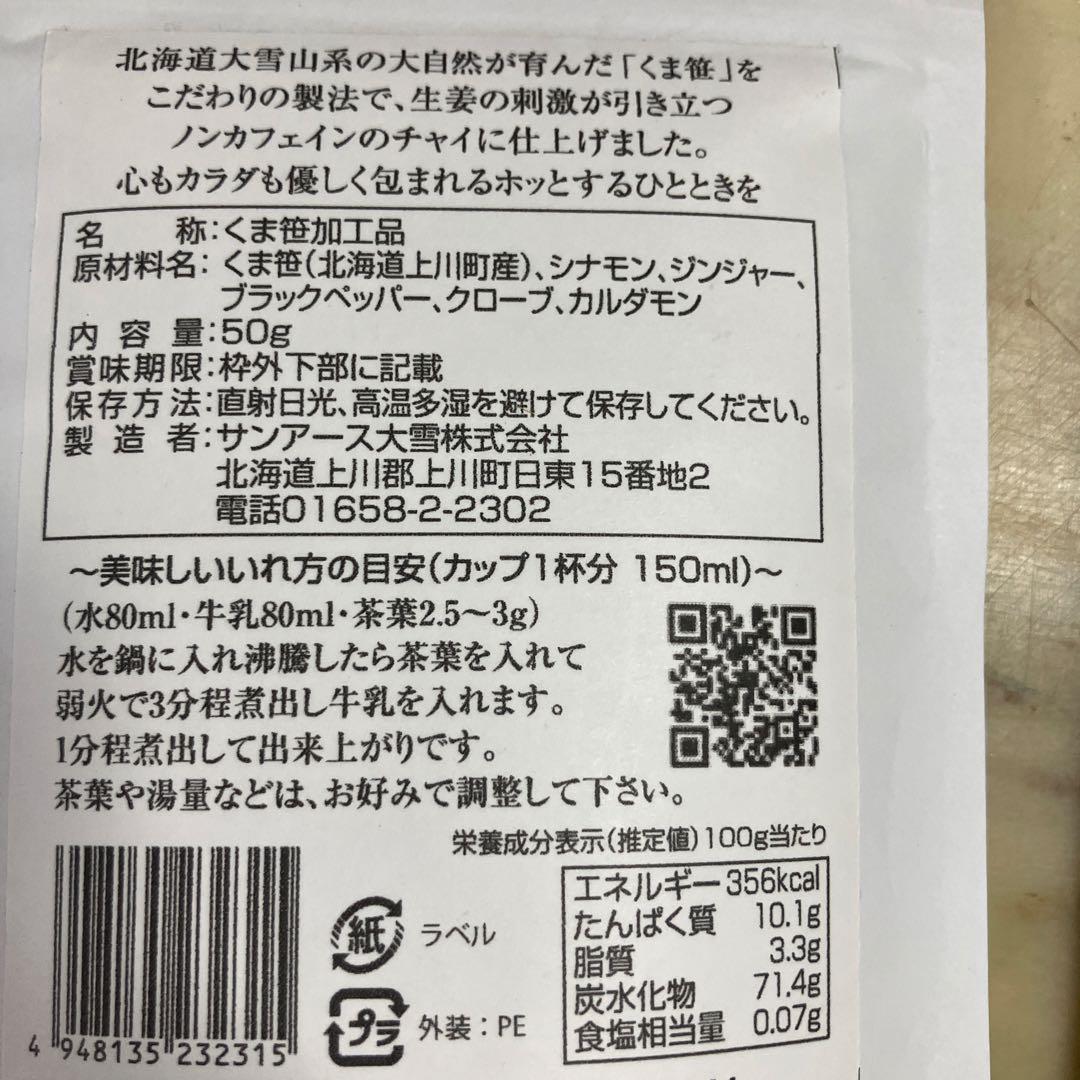 北海道大雪山系の大自然が育んだ「くま笹」を
こだわりの製法で、生姜の刺激が引き立つ
ノンカフェインのチャイに仕上げました。
心もカラダも優しく包まれるホッとするひとときを
名　　称：くま笹加工品
原材料名：くま笹（北海道上川町産）、シナモン、ジンジャー、
ブラックペッパー、クローブ、カルダモン
内 容 量：50g
賞味期限：枠外下部に記載
保存方法：直射日光、高温多湿を避けて保存してください。
製 造 者：サンアース大雪株式会社
北海道上川郡上川町日東15番地2
電話01658-2-2302
～美味しいいれ方の目安（カップ1杯分 150ml）～
（水80ml・牛乳80ml・茶葉2.5～3g）
水を鍋に入れ沸騰したら茶葉を入れて
弱火で3分程煮出し牛乳を入れます。
1分程煮出して出来上がりです。
茶葉や湯量などは、お好みで調整して下さい。
栄養成分表示（推定値）100g当たり
エネルギー 356kcal
たんぱく質 10.1g
脂質 3.3g
炭水化物 71.4g
食塩相当量 0.07g
紙 ラベル
プラ 外装：PE
4 948135 232315